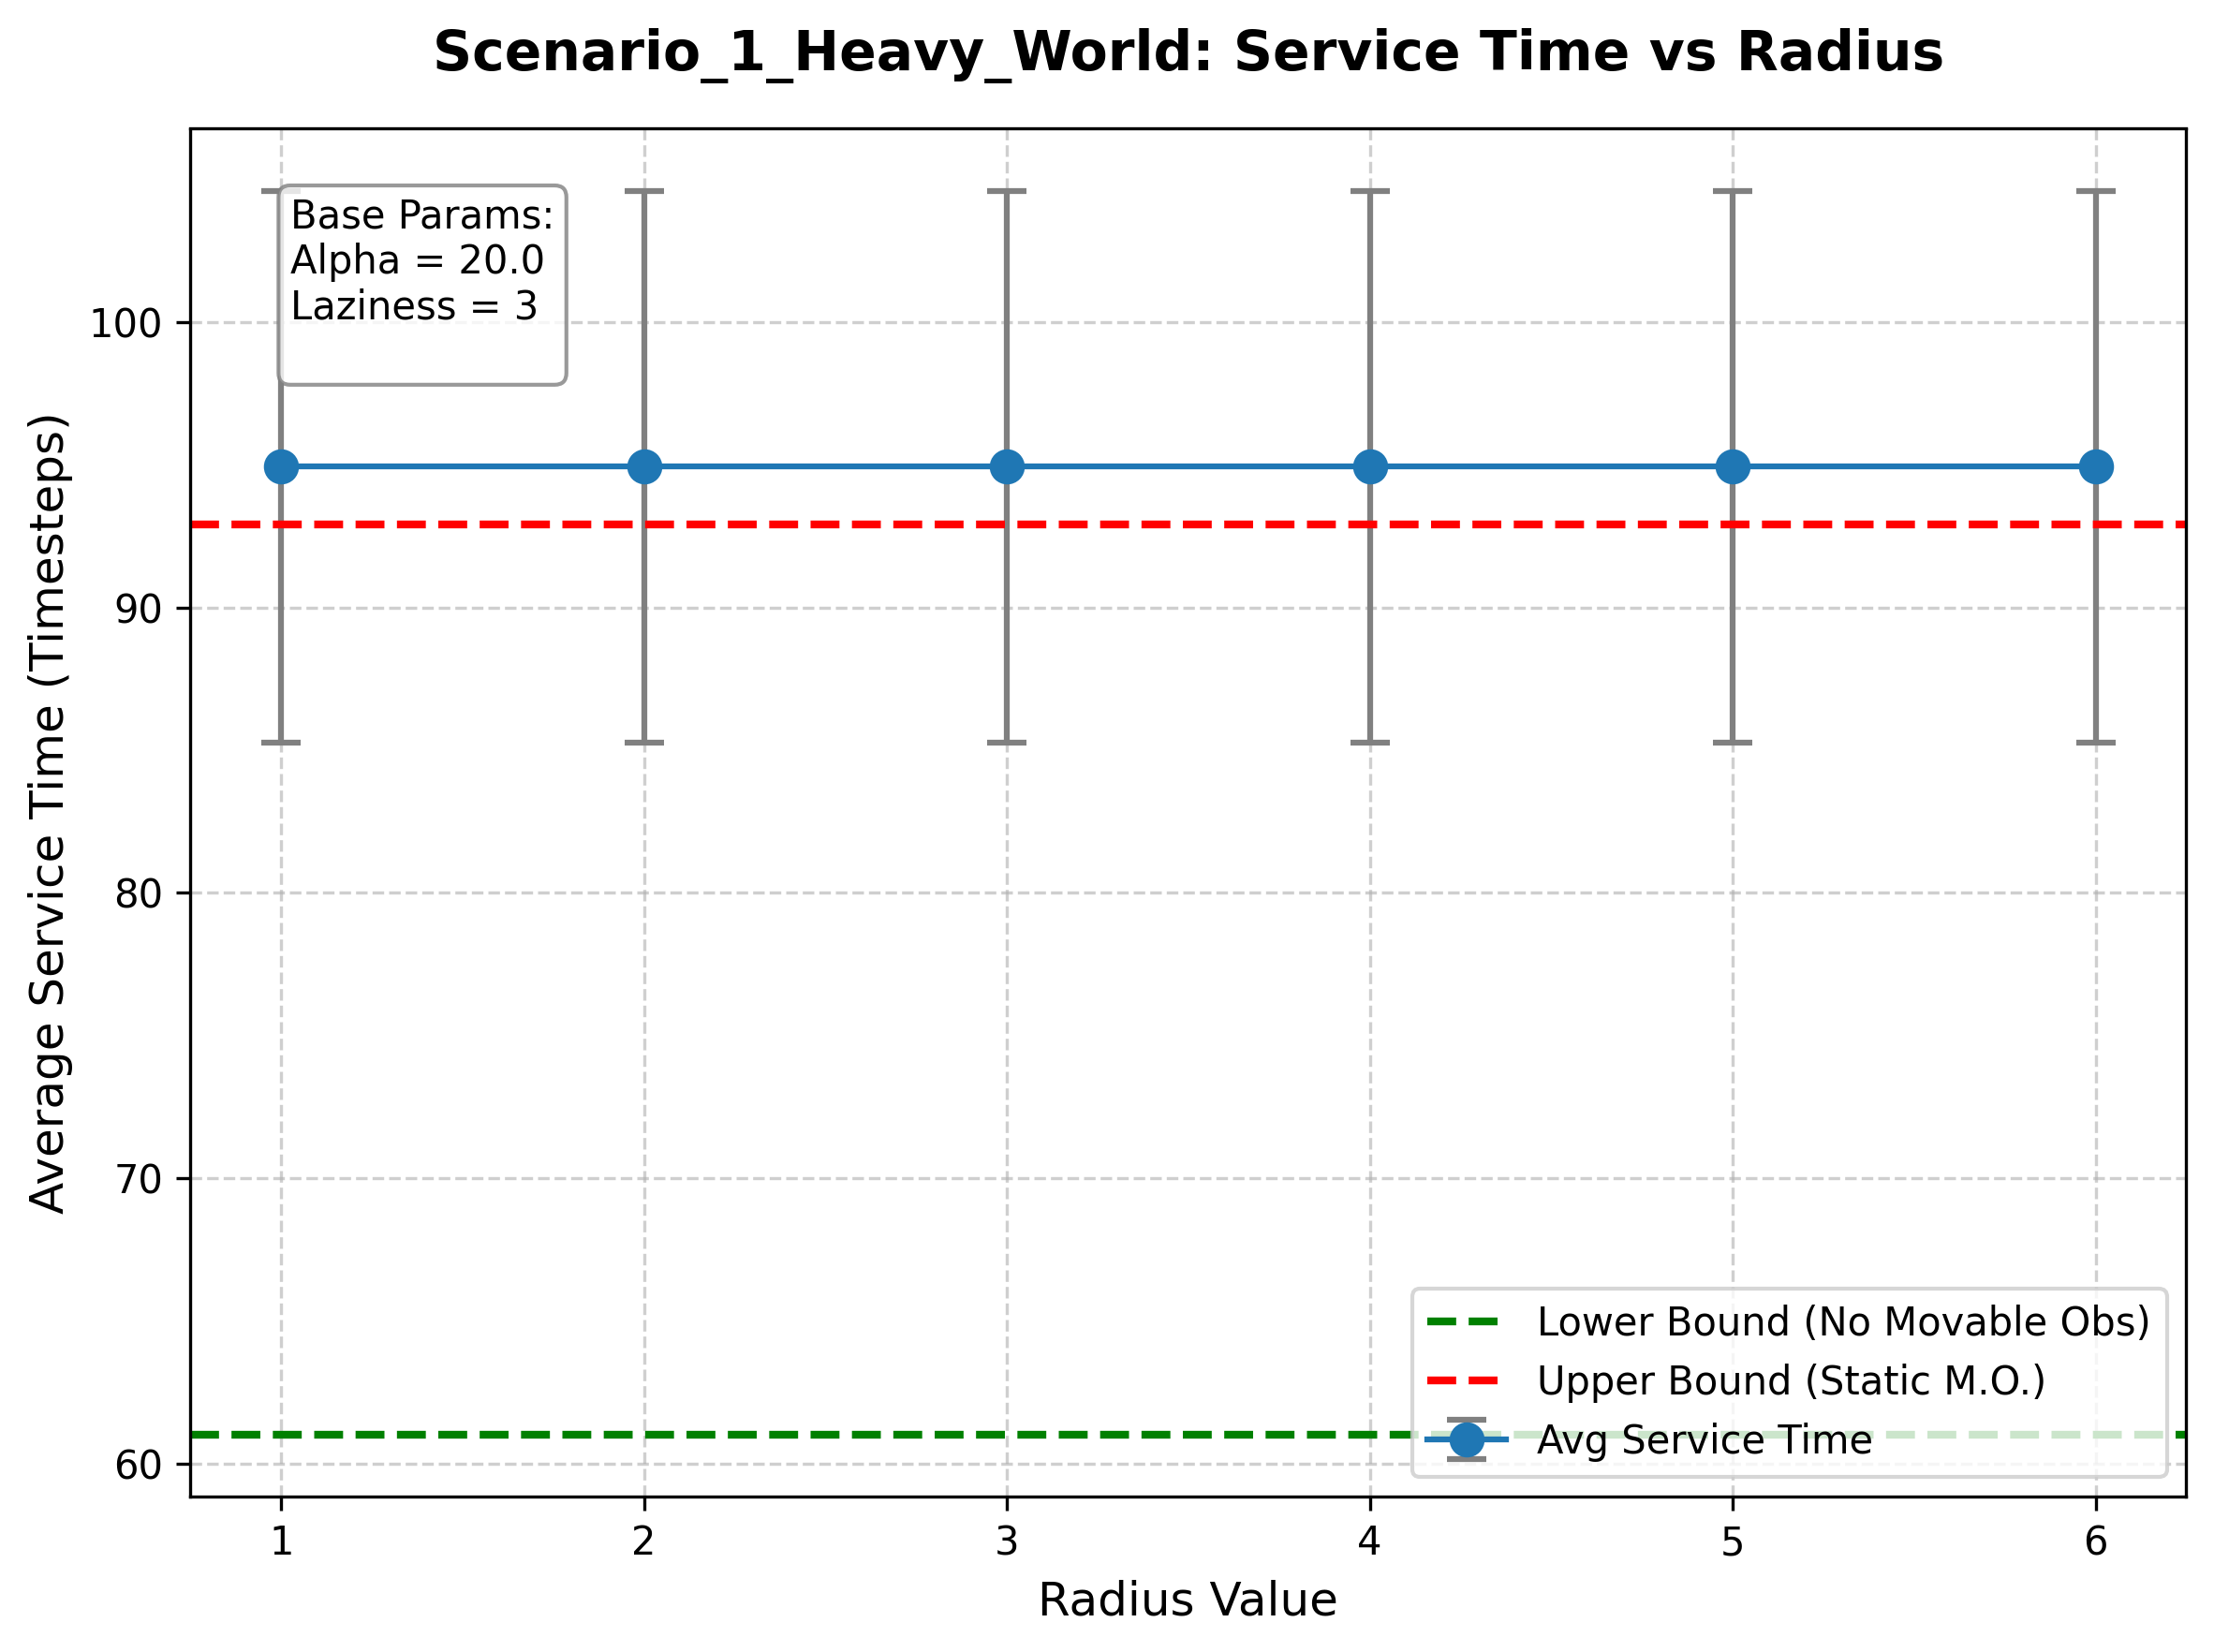 Scenario_1_Heavy_World: Service Time vs Radius
Base Params:
Alpha = 20.0
Laziness = 3
Average Service Time (Timesteps)
100
90
80
70
60
Lower Bound (No Movable Obs)
Upper Bound (Static M.O.)
Avg Service Time
1 2 3 4 5 6
Radius Value